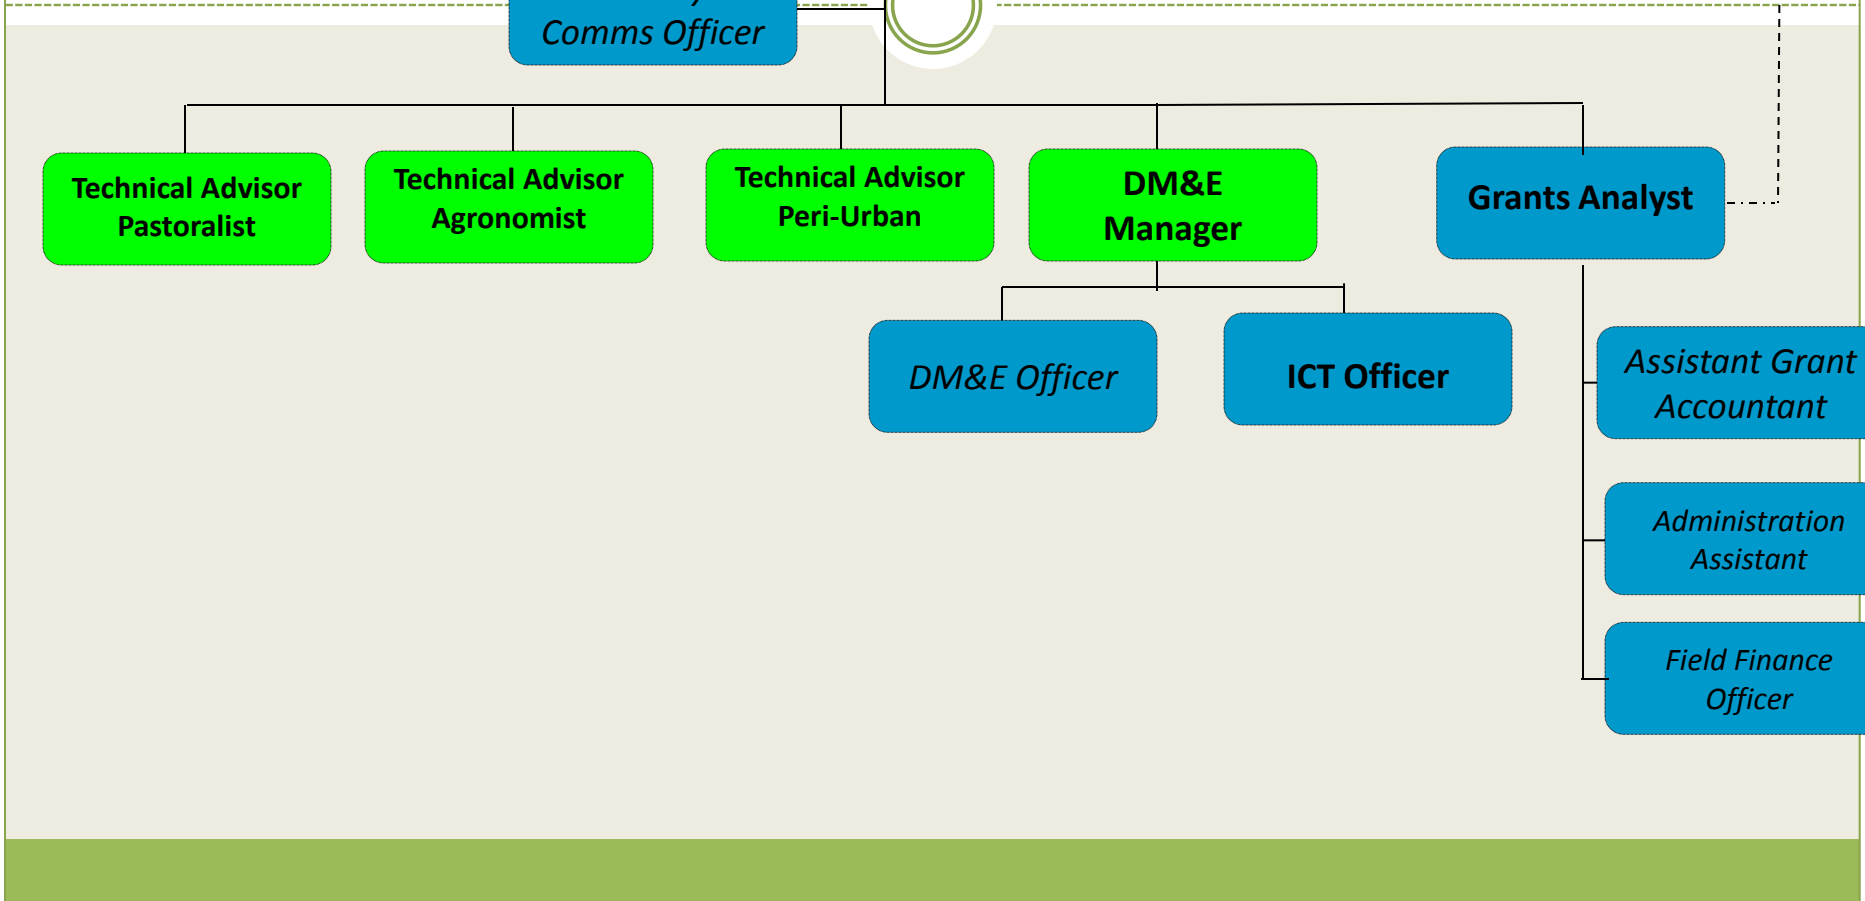 Comms Officer
Technical Advisor
Pastoralist
Technical Advisor
Agronomist
Technical Advisor
Peri-Urban
DM&E
Manager
Grants Analyst
DM&E Officer
ICT Officer
Assistant Grant
Accountant
Administration
Assistant
Field Finance
Officer